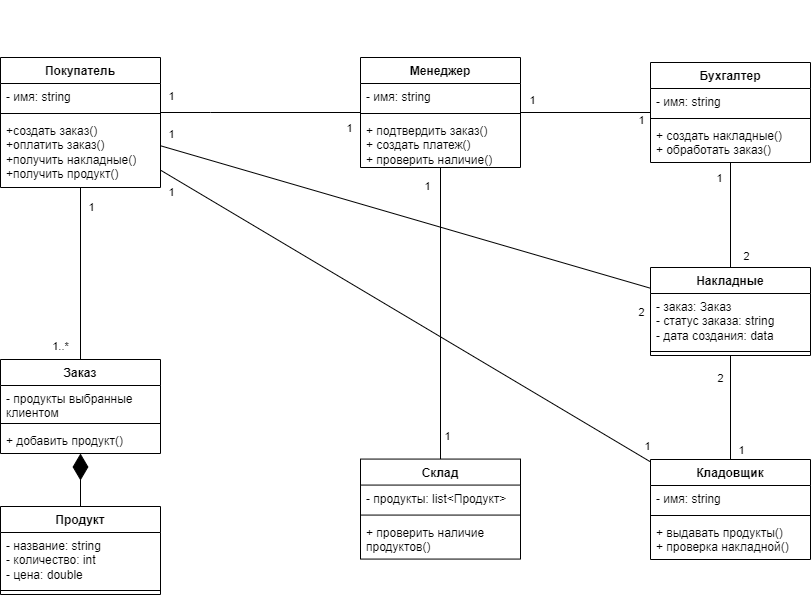 Покупатель
- имя: string
+создать заказ()
+оплатить заказ()
+получить накладные()
+получить продукт()
Менеджер
- имя: string
+ подтвердить заказ()
+ создать платеж()
+ проверить наличие()
Бухгалтер
- имя: string
+ создать накладные()
+ обработать заказ()
1
1
1
1
1
1
1
1
1
2
2
Накладные
- заказ: Заказ
- статус заказа: string
- дата создания: data
1..*
2
1
1
1
Заказ
- продукты выбранные
клиентом
+ добавить продукт()
Склад
- продукты: list<Продукт>
+ проверить наличие
продуктов()
Кладовщик
- имя: string
+ выдавать продукты()
+ проверка накладной()
Продукт
- название: string
- количество: int
- цена: double